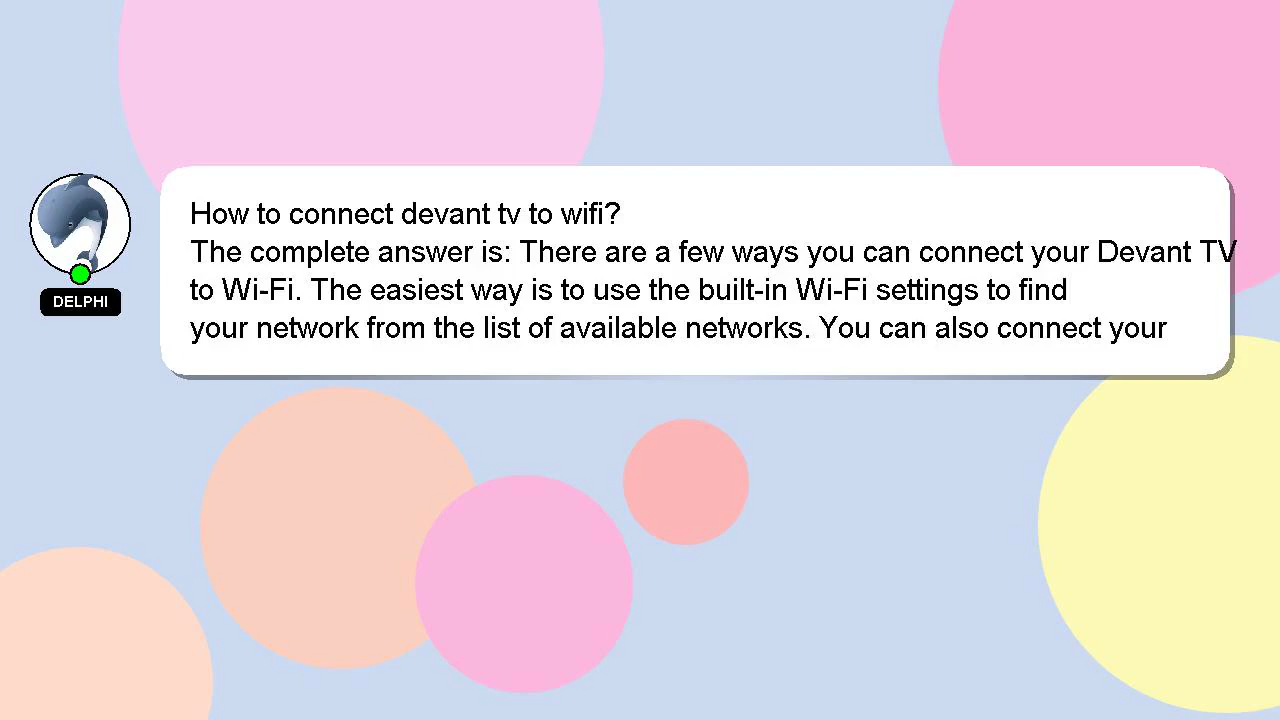 How to connect devant tv to wifi?
The complete answer is: There are a few ways you can connect your Devant TV
to Wi-Fi. The easiest way is to use the built-in Wi-Fi settings to find
your network from the list of available networks. You can also connect your
DELPHI